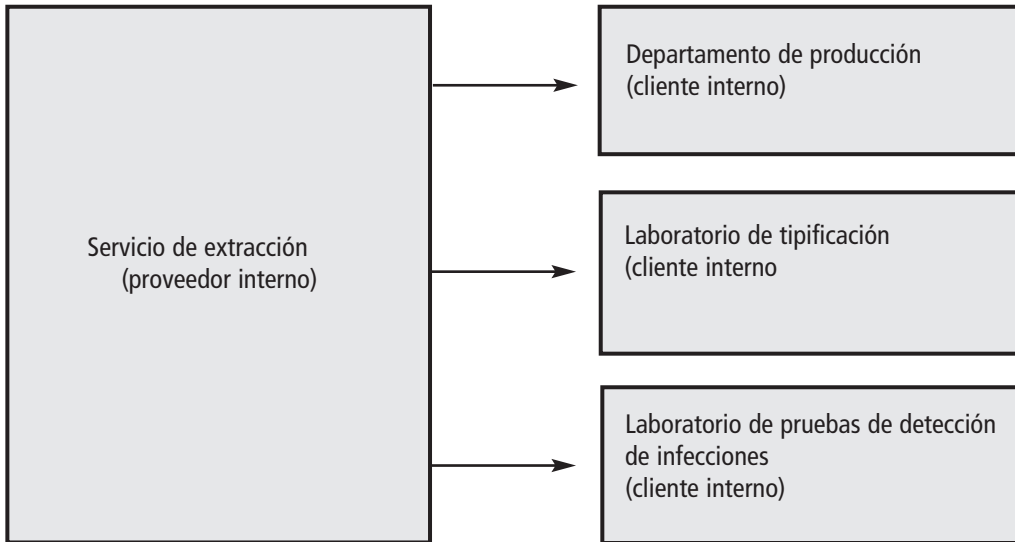 Servicio de extracción
(proveedor interno)
Departamento de producción
(cliente interno)
Laboratorio de tipificación
(cliente interno
Laboratorio de pruebas de detección
de infecciones
(cliente interno)